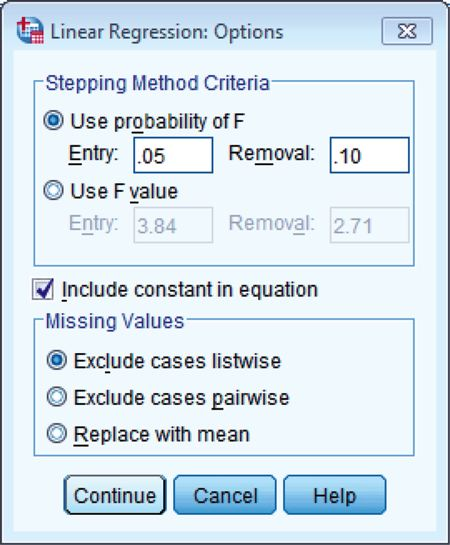 Linear Regression: Options
Stepping Method Criteria
Use probability of F
Entry: .05 Removal: .10
Use F value
Entry: 3.84 Removal: 2.71
Include constant in equation
Missing Values
Exclude cases listwise
Exclude cases pairwise
Replace with mean
Continue Cancel Help